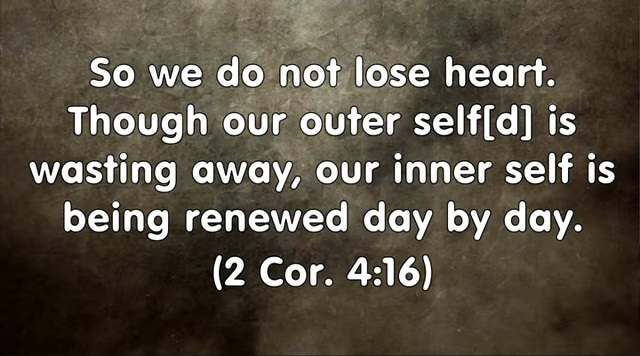 So we do not lose heart.
Though our outer self[d] is
wasting away, our inner self is
being renewed day by day.
(2 Cor. 4:16)